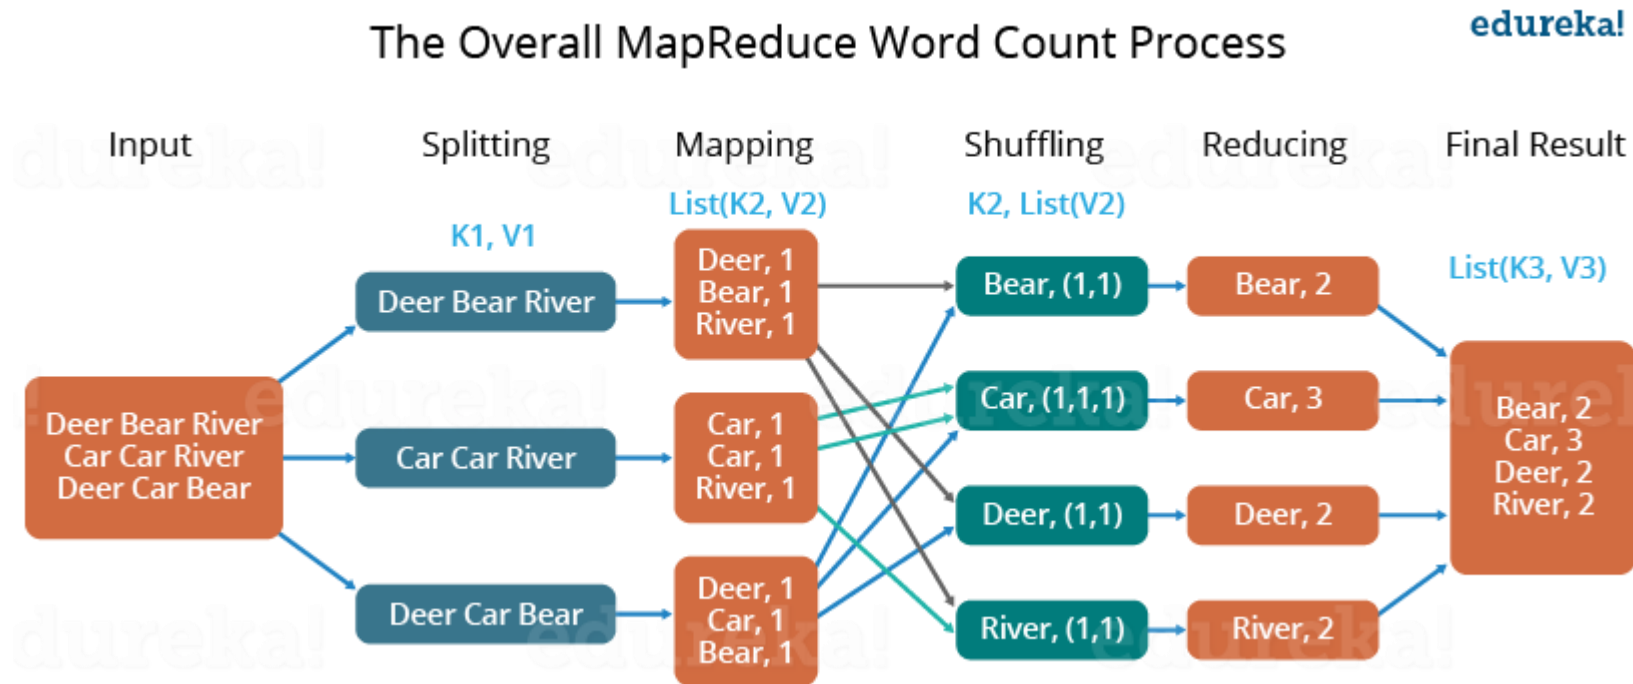 The Overall MapReduce Word Count Process
edureka!
Input
Splitting
Mapping
Shuffling
Reducing
Final Result
K1, V1
List(K2, V2)
K2, List(V2)
List(K3, V3)
Deer Bear River
Car Car River
Deer Car Bear
Deer Bear River
Car Car River
Deer Car Bear
Deer, 1
Bear, 1
River, 1
Car, 1
Car, 1
River, 1
Deer, 1
Car, 1
Bear, 1
Bear, (1,1)
Car, (1,1,1)
Deer, (1,1)
River, (1,1)
Bear, 2
Car, 3
Deer, 2
River, 2
Bear, 2
Car, 3
Deer, 2
River, 2